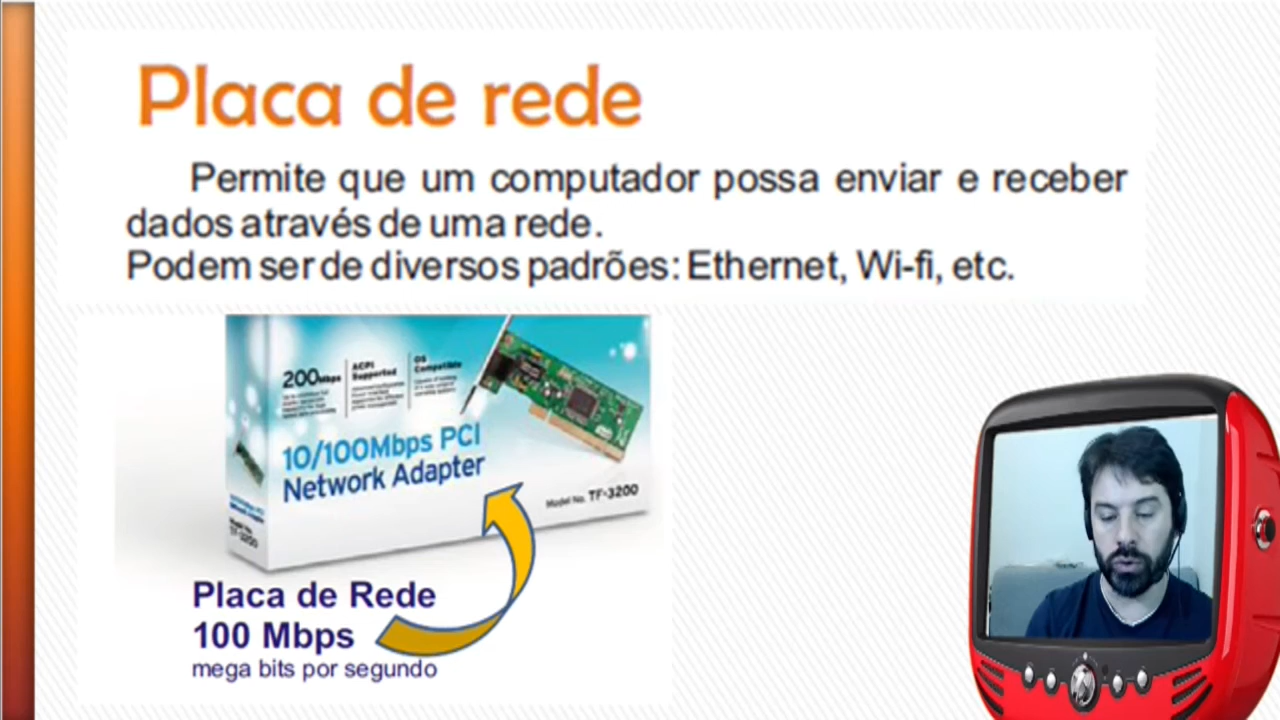 Placa de rede
Permite que um computador possa enviar e receber
dados através de uma rede.
Podem ser de diversos padrões: Ethernet, Wi-fi, etc.
200Mbps
ACPI
Supported
OS
Compatible
10/100Mbps PCI
Network Adapter
Model No. TF-3200
TF-3200
Placa de Rede
100 Mbps
mega bits por segundo